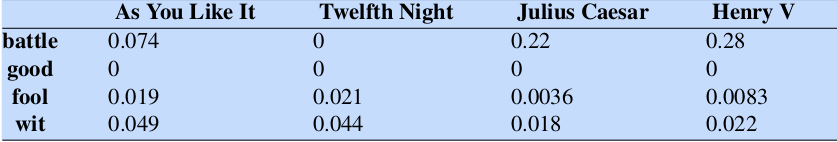 As You Like It Twelfth Night Julius Caesar Henry V
battle 0.074 0 0.22 0.28
good 0 0 0 0
fool 0.019 0.021 0.0036 0.0083
wit 0.049 0.044 0.018 0.022